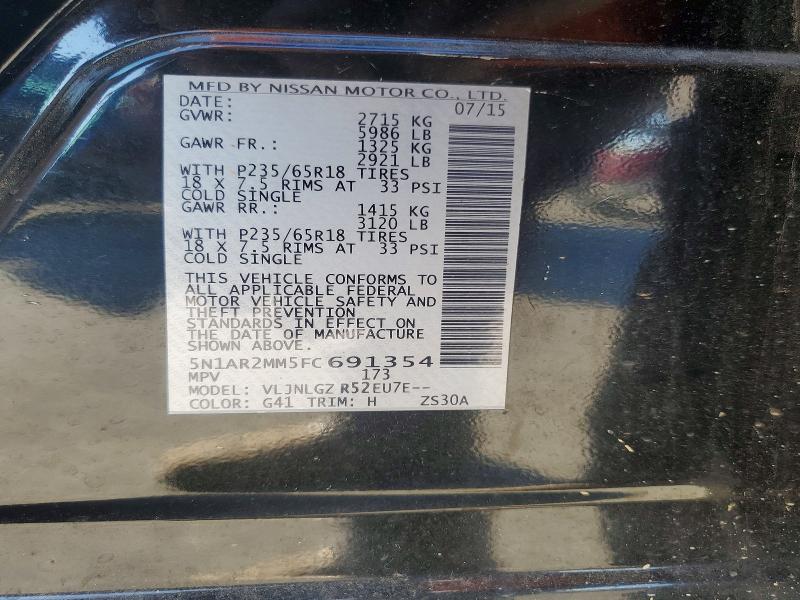 MFD BY NISSAN MOTOR CO., LTD.
DATE: 07/15
GVWR: 2715 KG
5986 LB
GAWR FR.: 1325 KG
2921 LB
WITH P235/65R18 TIRES
18 X 7.5 RIMS AT 33 PSI
COLD SINGLE
GAWR RR.: 1415 KG
3120 LB
WITH P235/65R18 TIRES
18 X 7.5 RIMS AT 33 PSI
COLD SINGLE
THIS VEHICLE CONFORMS TO
ALL APPLICABLE FEDERAL
MOTOR VEHICLE SAFETY AND
THEFT PREVENTION
STANDARDS IN EFFECT ON
THE DATE OF MANUFACTURE
SHOWN ABOVE.
5N1AR2MM5FC691354
MPV 173
MODEL: VLJNLGZ R52EU7E--
COLOR: G41 TRIM: H ZS30A